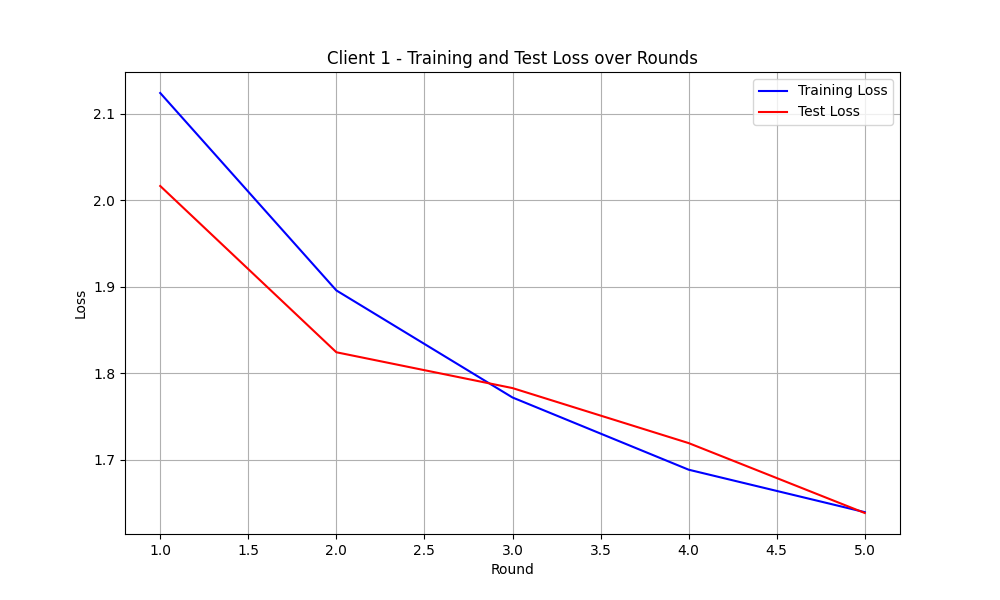 Client 1 - Training and Test Loss over Rounds
Training Loss
Test Loss
2.1
2.0
1.9
1.8
1.7
Loss
1.0 1.5 2.0 2.5 3.0 3.5 4.0 4.5 5.0
Round